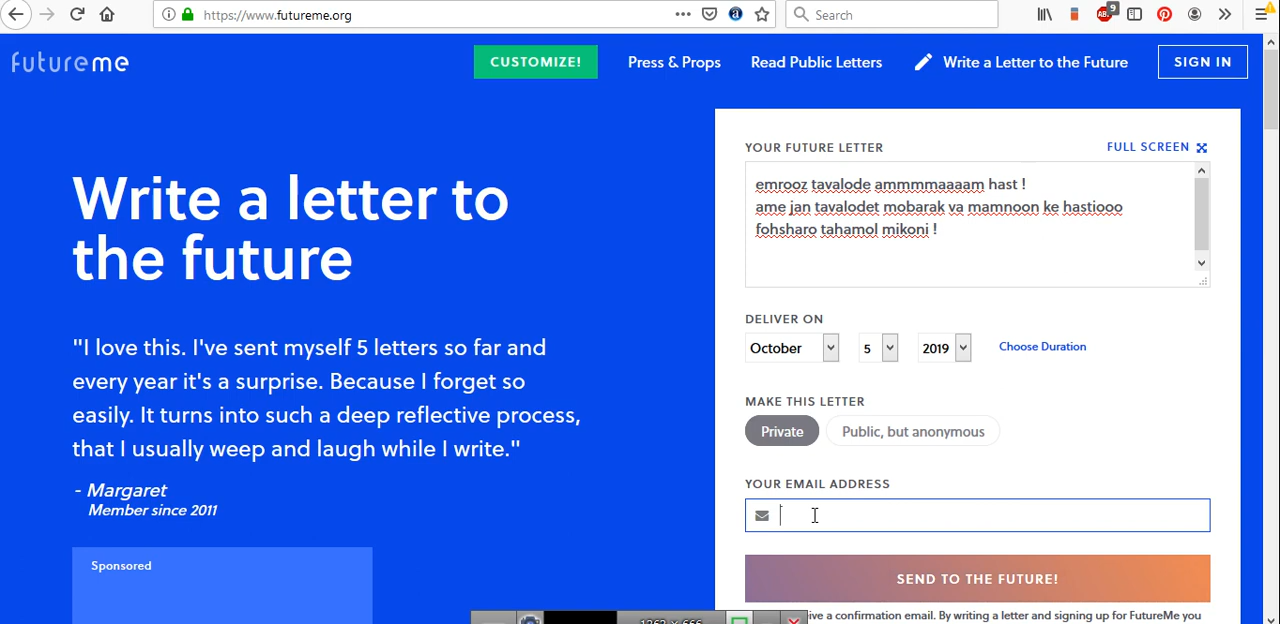 https://www.futureme.org
Search
9
futureme
CUSTOMIZE!
Press & Props
Read Public Letters
Write a Letter to the Future
SIGN IN
Write a letter to
the future
"I love this. I've sent myself 5 letters so far and
every year it's a surprise. Because I forget so
easily. It turns into such a deep reflective process,
that I usually weep and laugh while I write."
- Margaret
Member since 2011
Sponsored
YOUR FUTURE LETTER
FULL SCREEN
emrooz tavalode ammmmaaaam hast !
ame jan tavalodet mobarak va mamnoon ke hastiooo
fohsharo tahamol mikoni !
DELIVER ON
October
5
2019
Choose Duration
MAKE THIS LETTER
Private
Public, but anonymous
YOUR EMAIL ADDRESS
SEND TO THE FUTURE!
a confirmation email. By writing a letter and signing up for FutureMe you